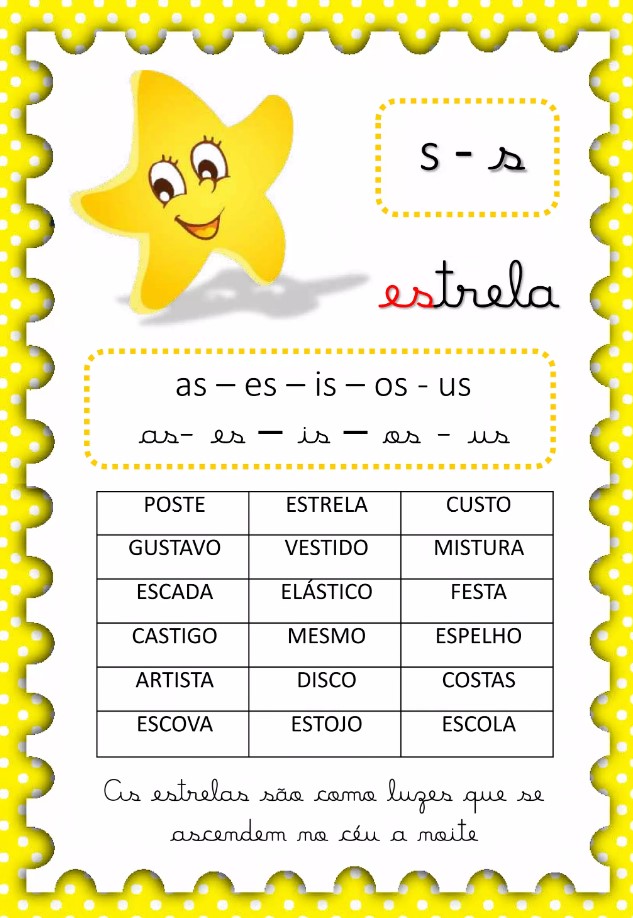 s - s
estrela
as – es – is – os - us
as- es – is – os - us
POSTE ESTRELA CUSTO
GUSTAVO VESTIDO MISTURA
ESCADA ELÁSTICO FESTA
CASTIGO MESMO ESPELHO
ARTISTA DISCO COSTAS
ESCOVA ESTOJO ESCOLA
As estrelas são como luzes que se
ascendem no céu a noite